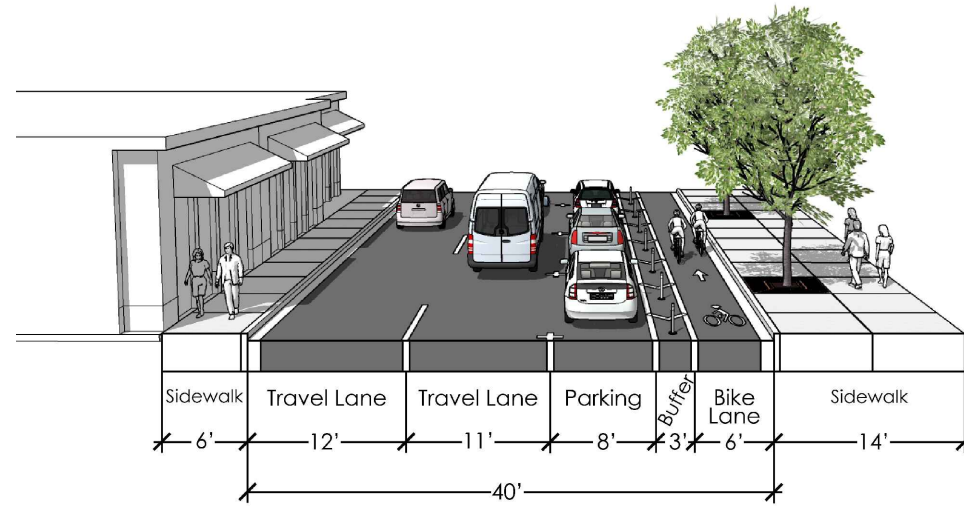 Sidewalk
Travel Lane
Travel Lane
Parking
Buffer
Bike
Lane
Sidewalk
6'
12'
11'
8'
3'
6'
14'
40'